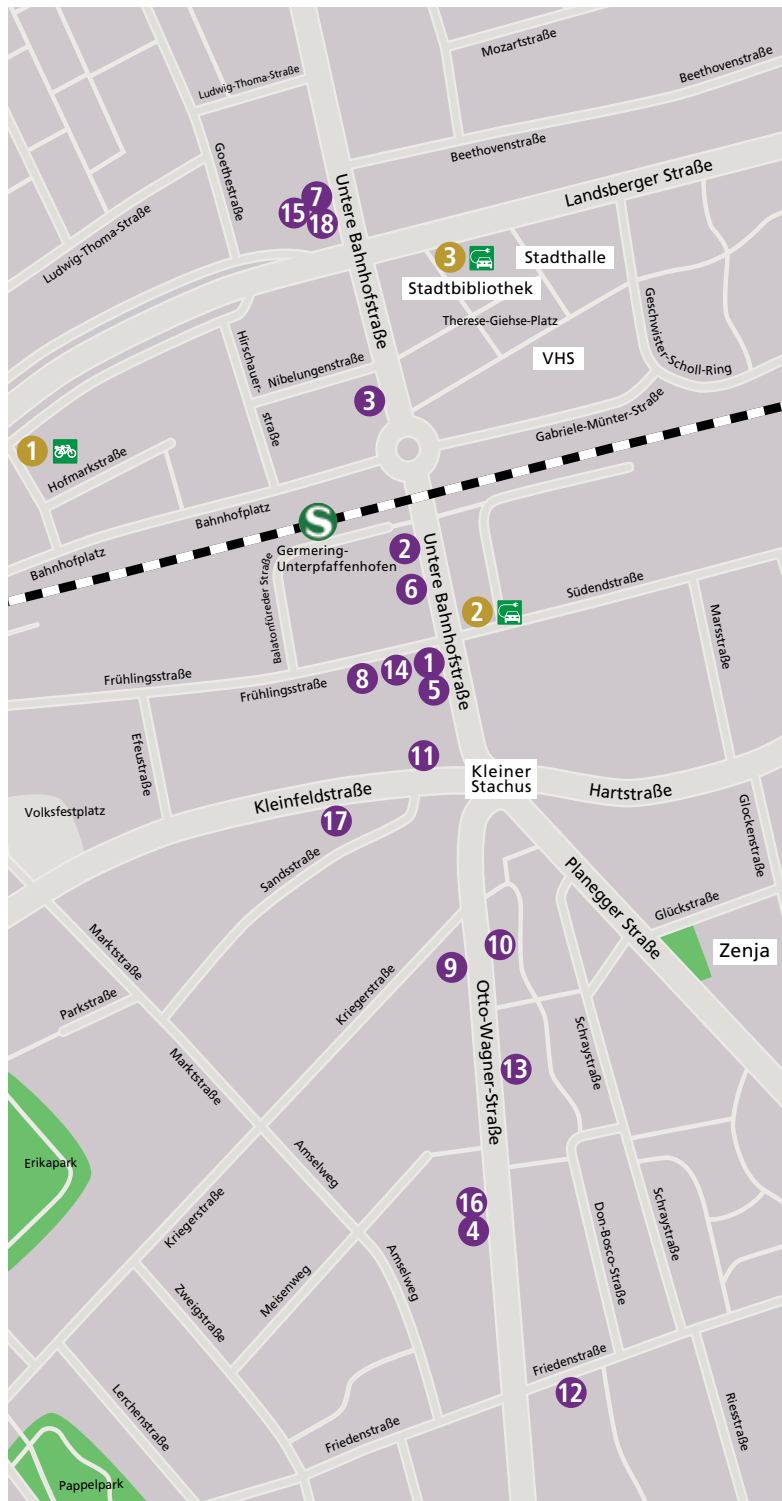 Mozartstraße
Beethovenstraße
Ludwig-Thoma-Straße
Goethestraße
Beethovenstraße
Landsberger Straße
7
15
18
Untere Bahnhofstraße
Ludwig-Thoma-Straße
3
Stadthalle
Stadtbibliothek
Therese-Giehse-Platz
VHS
Geschwister-Scholl-Ring
Hirschauer-
straße
Nibelungenstraße
3
Gabriele-Münter-Straße
1
Hofmarkstraße
Bahnhofplatz
Bahnhofplatz
S
Germering-
Unterpfaffenhofen
2
Untere Bahnhofstraße
6
2
Südendstraße
Balatonfüreder Straße
Marsstraße
Frühlingsstraße
Frühlingsstraße
8
14
1
5
Efeustraße
11
Kleiner
Stachus
Kleinfeldstraße
Hartstraße
Volksfestplatz
17
Sandsstraße
Glockenstraße
Planegger Straße
Glückstraße
Zenja
Marktstraße
Parkstraße
Kriegerstraße
9
10
Otto-Wagner-Straße
Schraystraße
Marktstraße
13
Amselweg
Erikapark
Kriegerstraße
16
4
Don-Bosco-Straße
Schraystraße
Meisenweg
Amselweg
Zweigstraße
Friedenstraße
12
Lerchenstraße
Friedenstraße
Riesstraße
Pappelpark